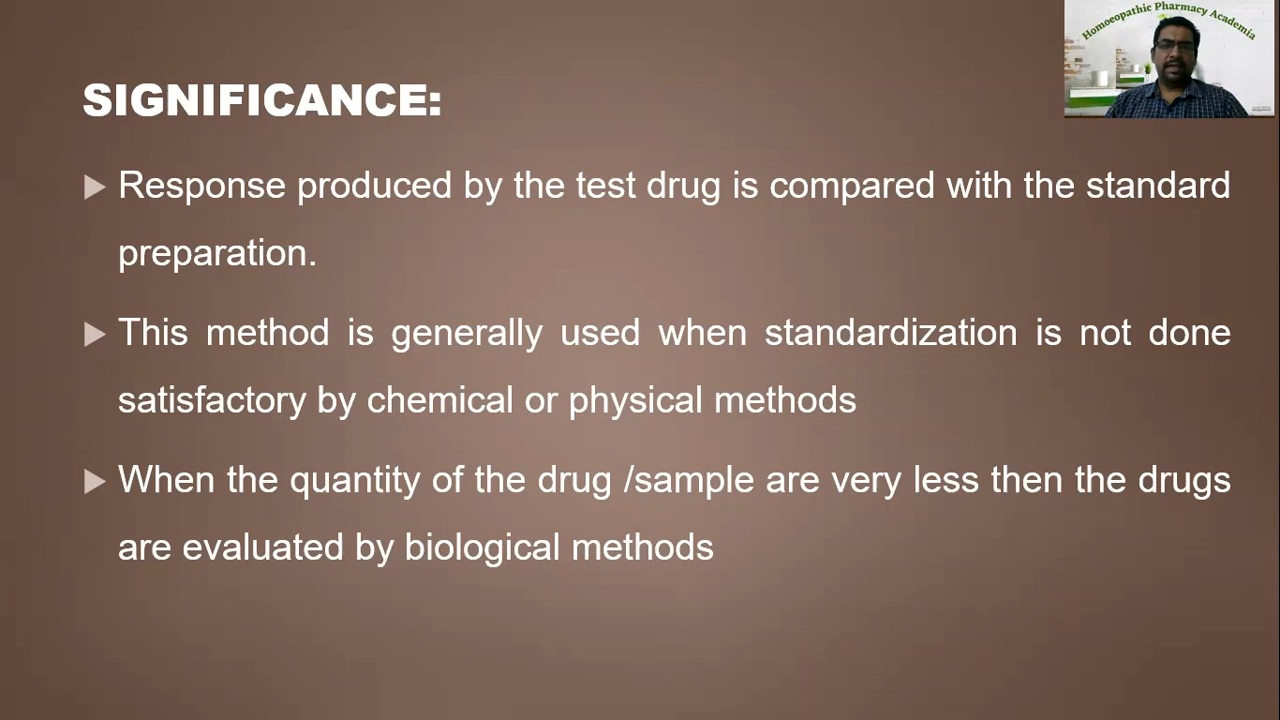 Homoeopathic Pharmacy Academia
SIGNIFICANCE:
Response produced by the test drug is compared with the standard
preparation.
This method is generally used when standardization is not done
satisfactory by chemical or physical methods
When the quantity of the drug /sample are very less then the drugs
are evaluated by biological methods